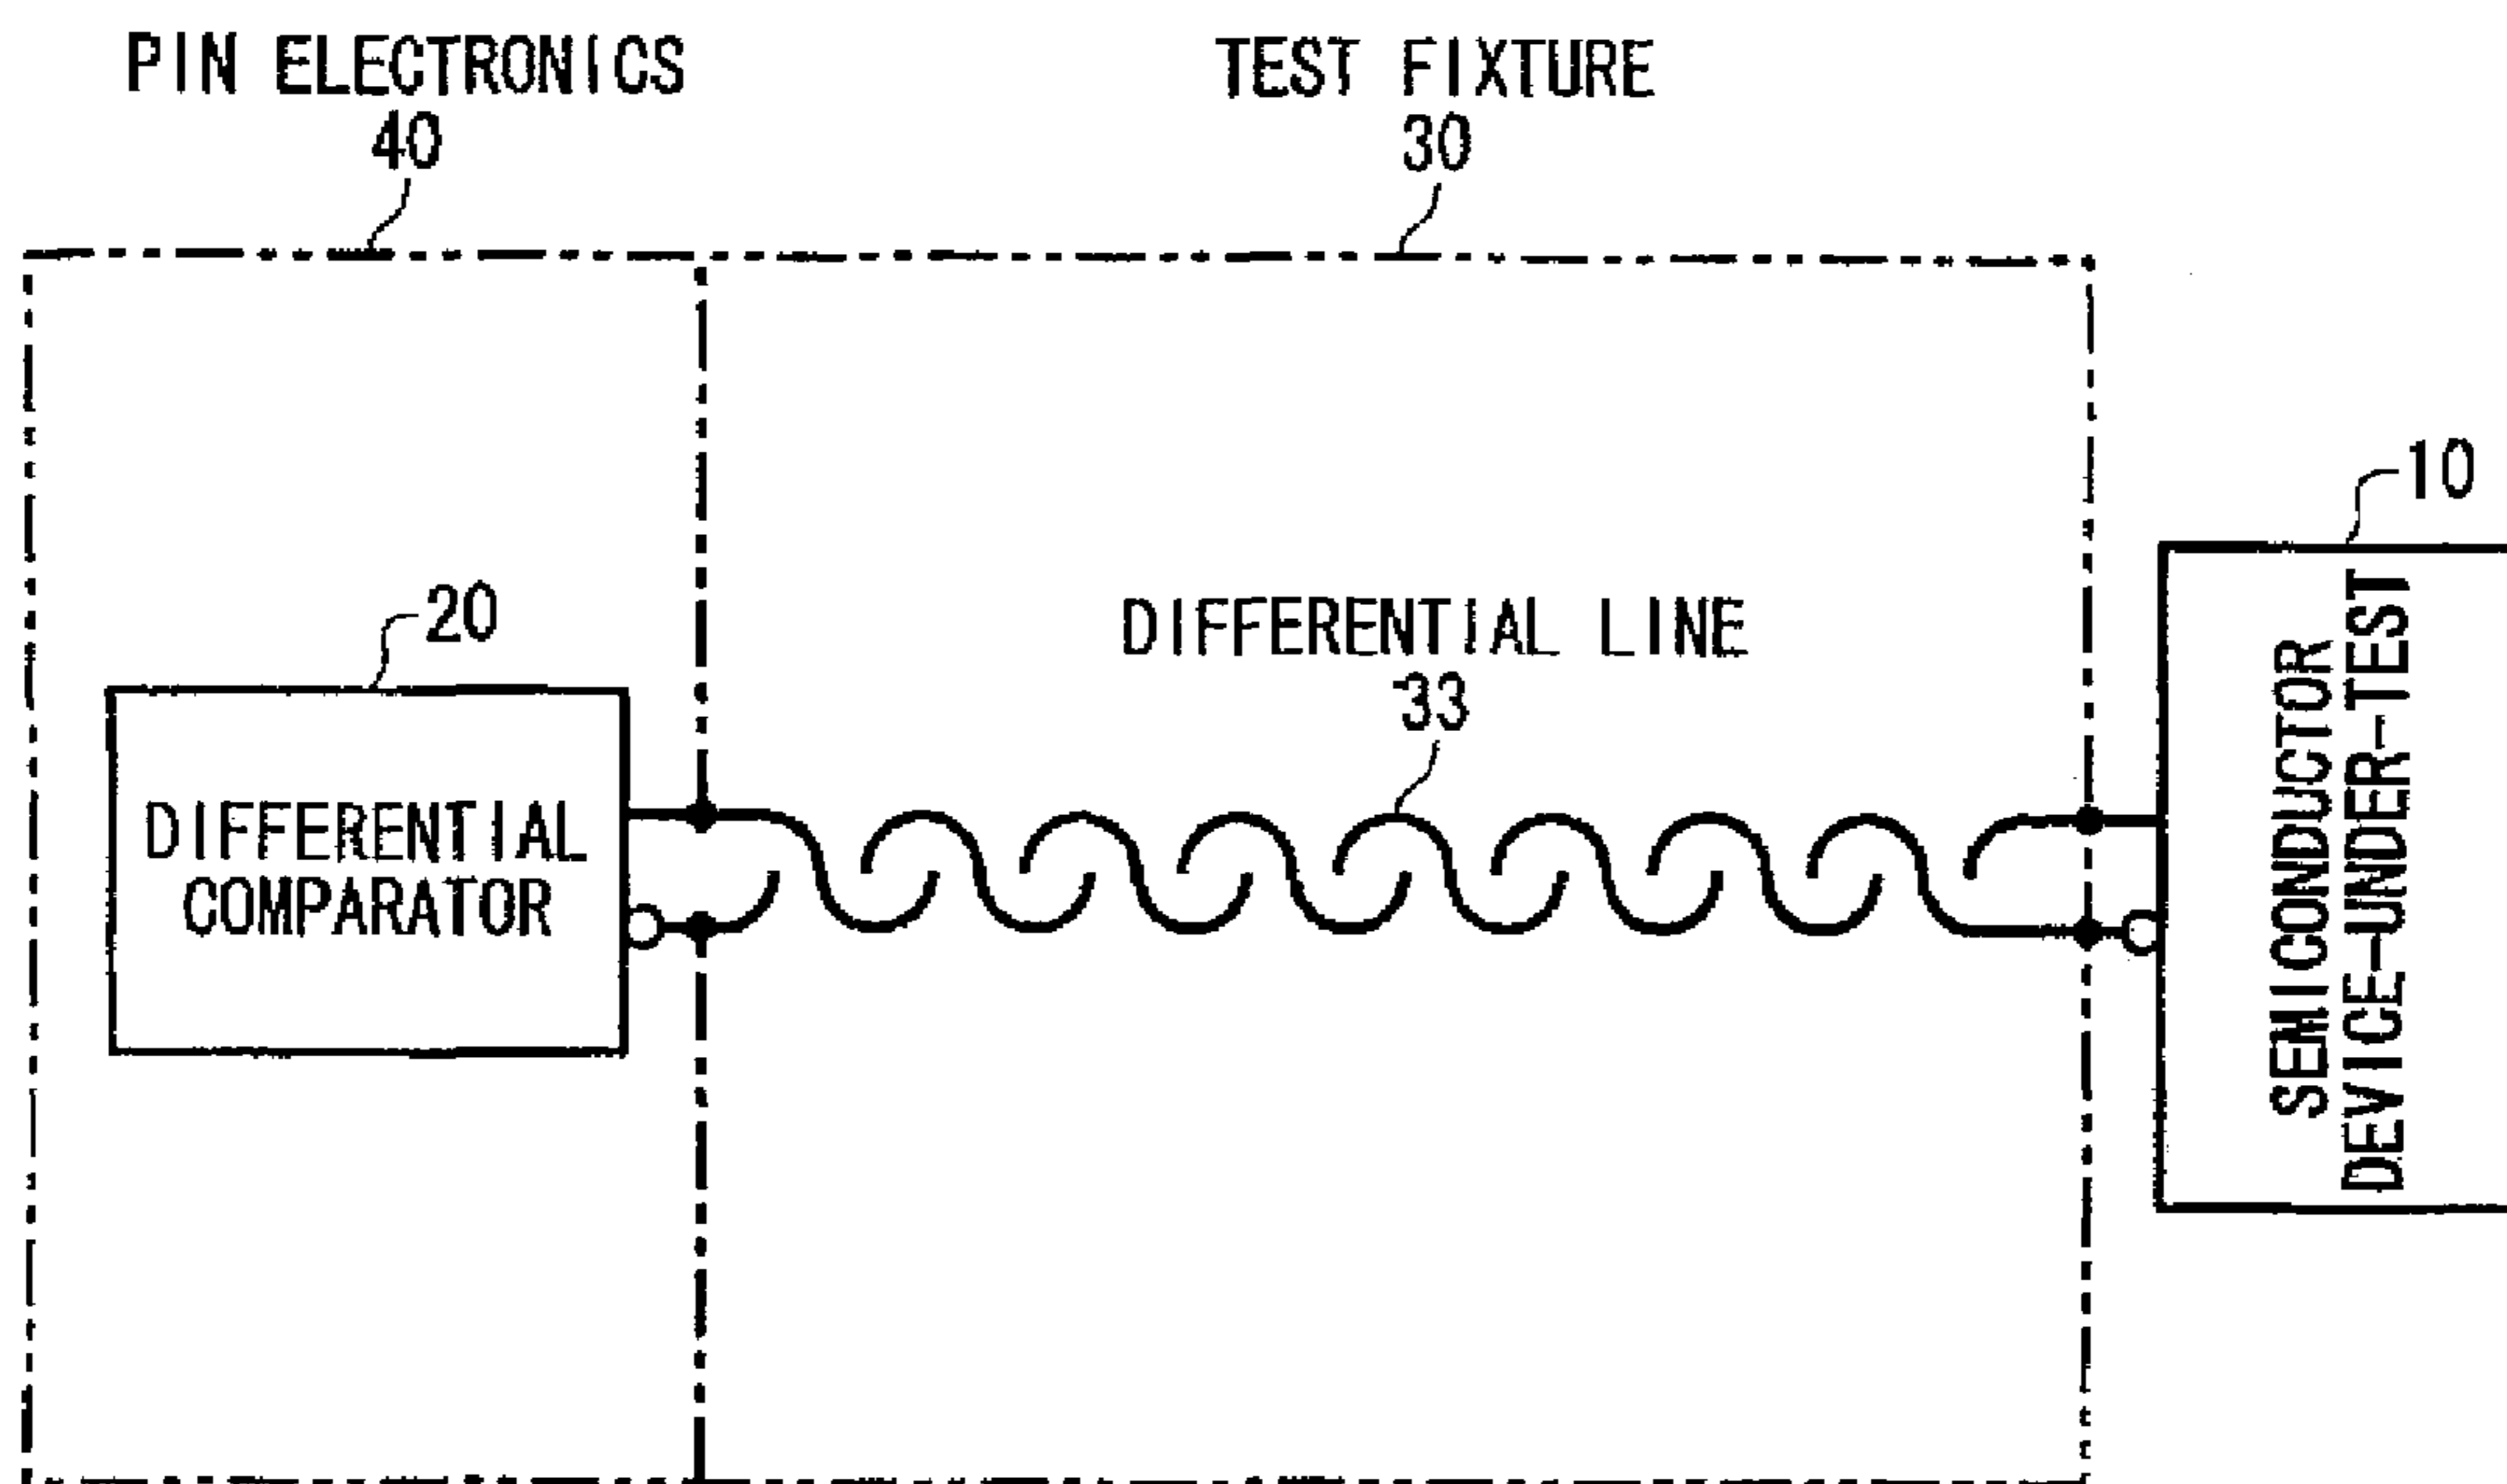 PIN ELECTRONICS
40
TEST FIXTURE
30
10
20
DIFFERENTIAL LINE
33
DIFFERENTIAL
COMPARATOR
SEMICONDUCTOR
DEVICE-UNDER-TEST